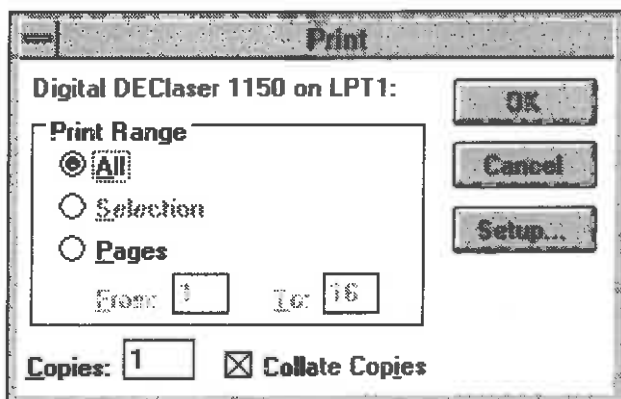 Print
Digital DEClaser 1150 on LPT1:
OK
Print Range
All
Cancel
Selection
Setup...
Pages
From: 1 To: 16
Copies: 1 Collate Copies